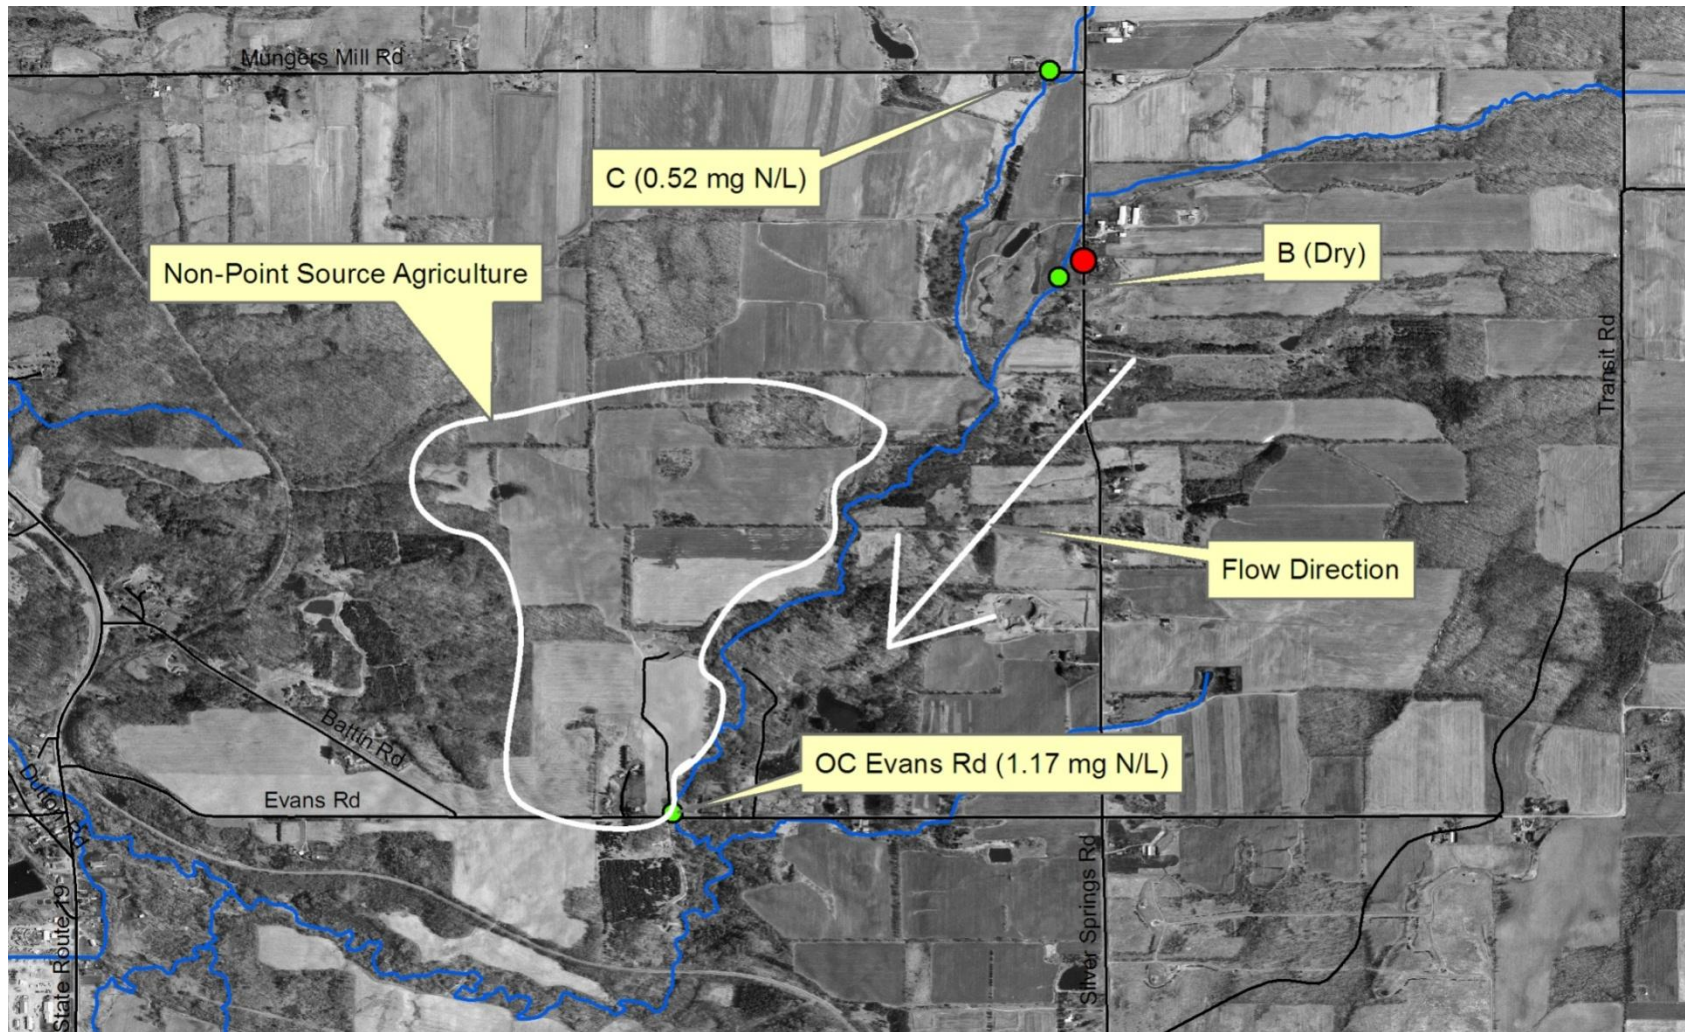 Mungers Mill Rd
C (0.52 mg N/L)
Non-Point Source Agriculture
B (Dry)
Transit Rd
Flow Direction
Battin Rd
OC Evans Rd (1.17 mg N/L)
Evans Rd
Silver Springs Rd
State Route 19